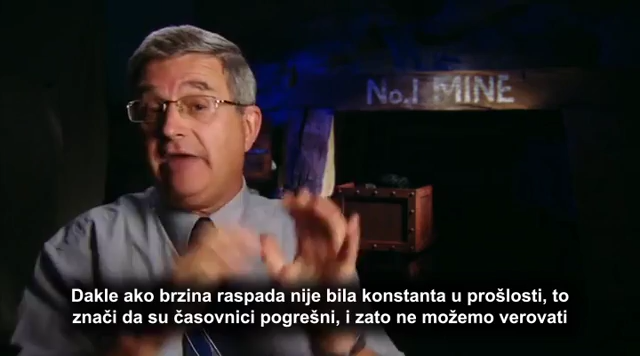 No.1 MINE
Dakle ako brzina raspada nije bila konstanta u prošlosti, to
znači da su časovnici pogrešni, i zato ne možemo verovati